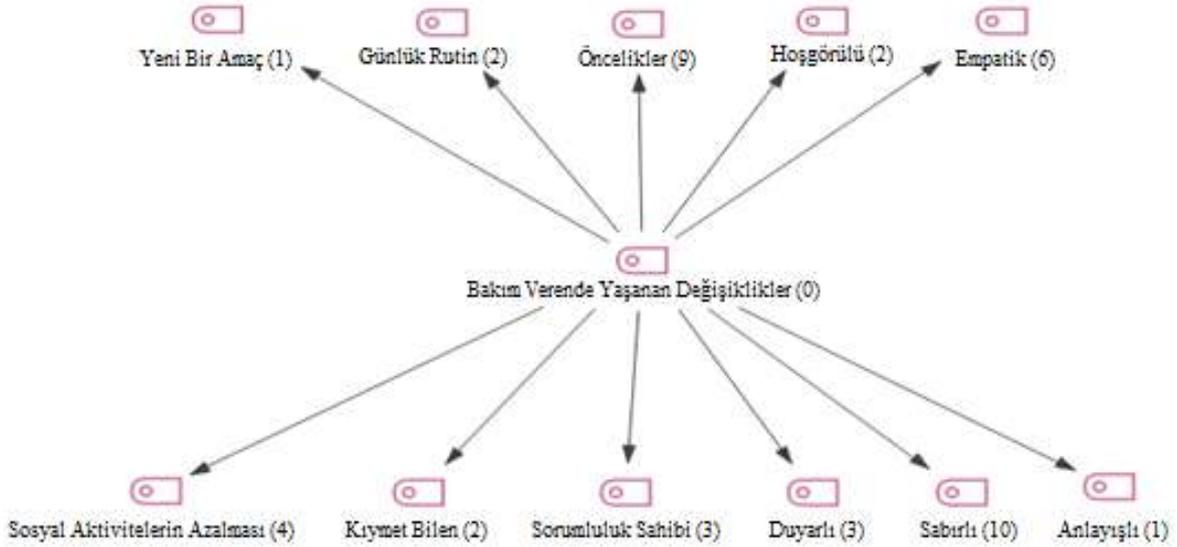 Yeni Bir Amaç (1)
Günlük Rutin (2)
Öncelikler (9)
Hoşgörülü (2)
Empatik (6)
Bakım Verende Yaşanan Değişiklikler (0)
Sosyal Aktivitelerin Azalması (4)
Kıymet Bilen (2)
Sorumluluk Sahibi (3)
Duyarlı (3)
Sabırlı (10)
Anlayışlı (1)